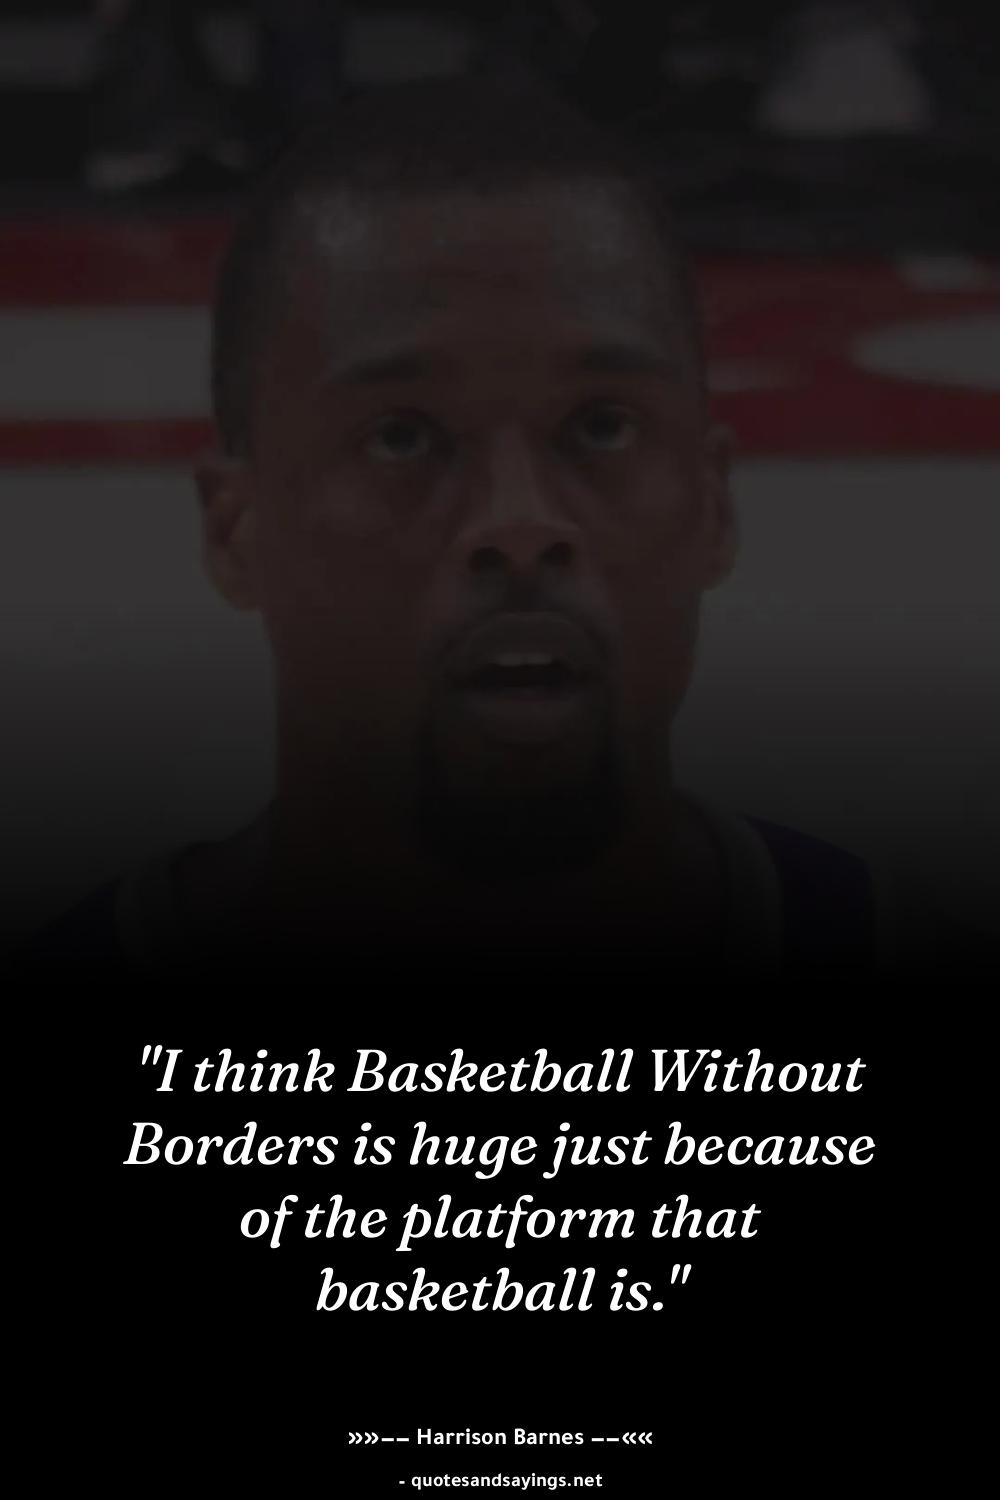 "I think Basketball Without
Borders is huge just because
of the platform that
basketball is."
»»−− Harrison Barnes −−««
- quotesandsayings.net